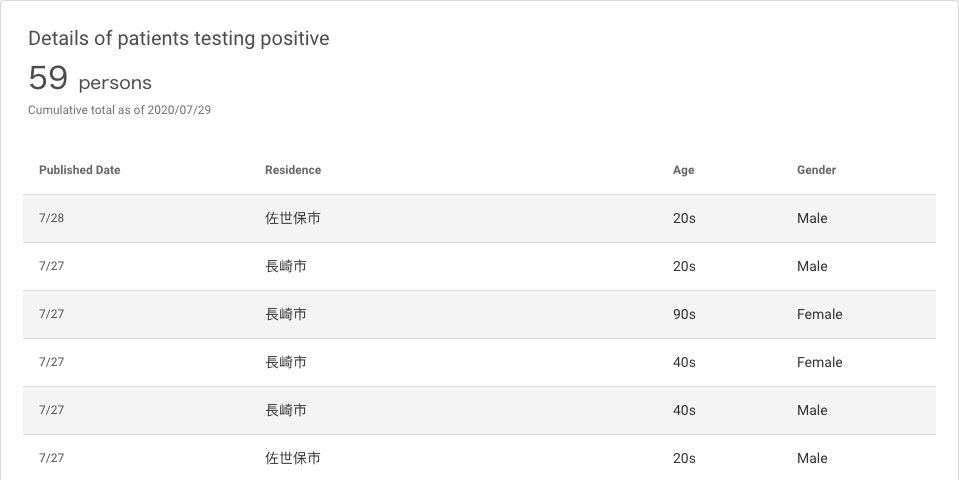 Details of patients testing positive
59 persons
Cumulative total as of 2020/07/29
Published Date Residence Age Gender
7/28 佐世保市 20s Male
7/27 長崎市 20s Male
7/27 長崎市 90s Female
7/27 長崎市 40s Female
7/27 長崎市 40s Male
7/27 佐世保市 20s Male